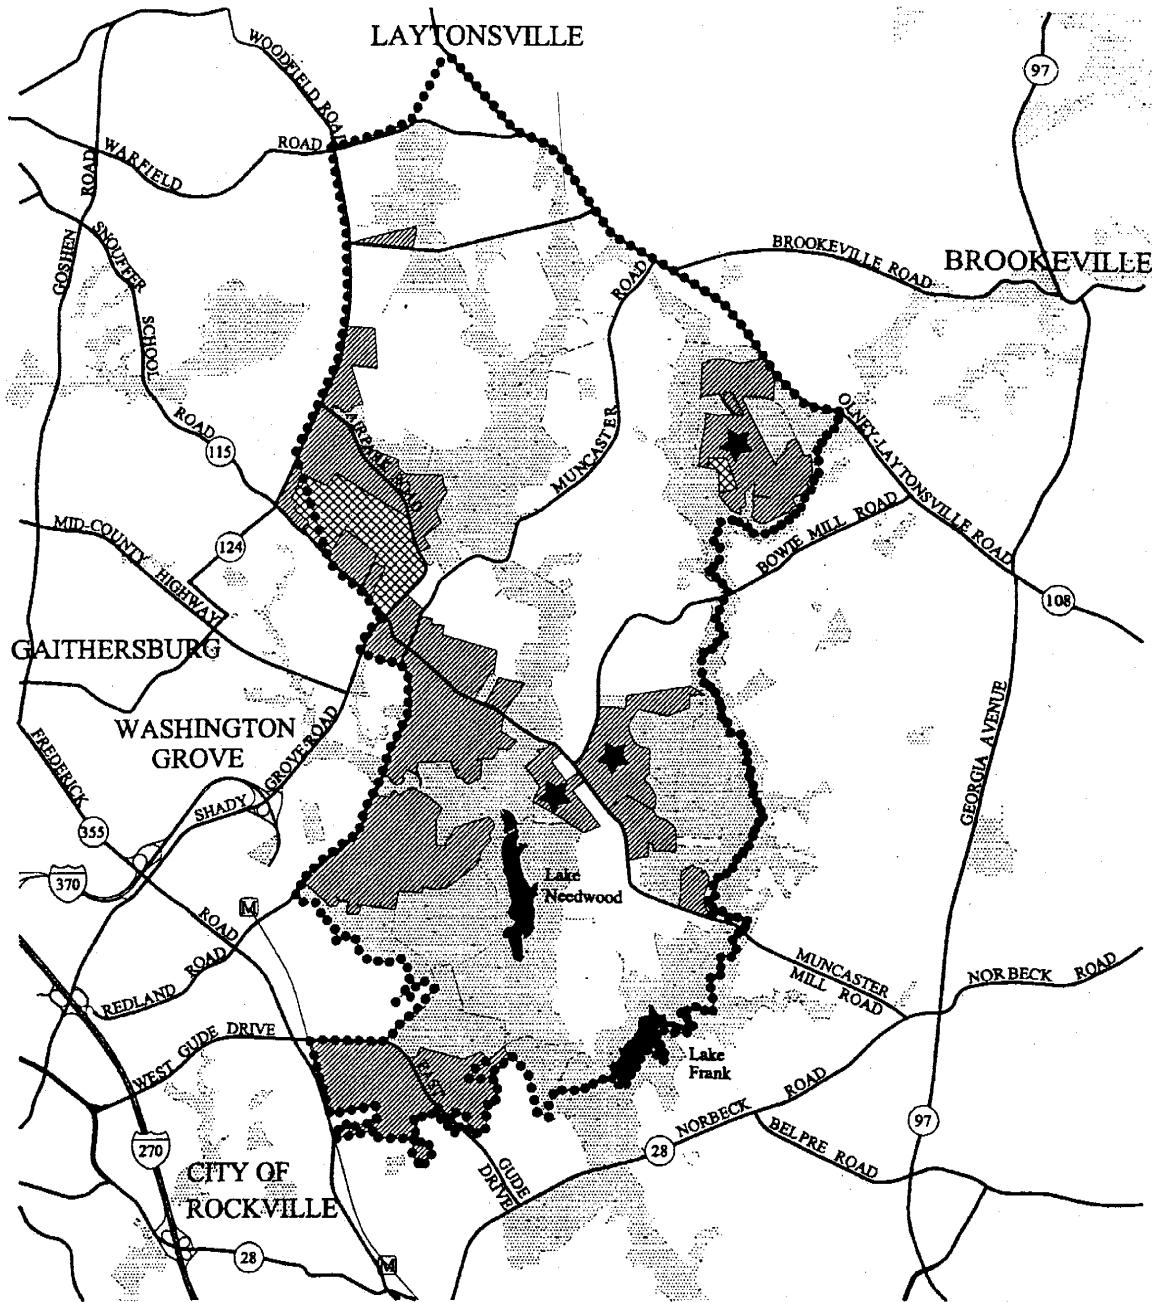 LAYTONSVILLE
WOODFIELD ROAD
97
ROAD
WARFIELD
ROAD
SNOUFFER
GOSHEN
BROOKEVILLE ROAD
BROOKEVILLE
ROAD
SCHOOL
ROAD
115
AIRPARK ROAD
MUNCASTER
OLNEY-LAYTONSVILLE ROAD
MID-COUNTY
HIGHWAY
124
BOWIE MILL ROAD
108
GAITHERSBURG
WASHINGTON
GROVE
FREDERICK
SHADY
GROVE ROAD
GEORGIA AVENUE
355
370
Lake
Needwood
M
ROAD
REDLAND
ROAD
MUNCASTER
MILL ROAD
NORBECK
ROAD
WEST GUDE DRIVE
EAST
Lake
Frank
NORBECK
ROAD
97
270
28
BELPRE ROAD
CITY OF
ROCKVILLE
GUDE
DRIVE
28
M